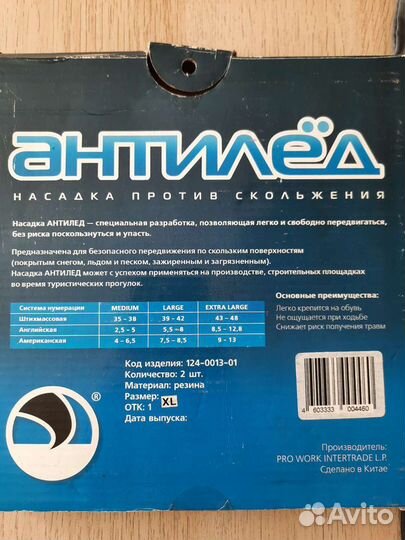 АНТИЛЁД
НАСАДКА ПРОТИВ СКОЛЬЖЕНИЯ
Насадка АНТИЛЕД — специальная разработка, позволяющая легко и свободно передвигаться,
без риска поскользнуться и упасть.
Предназначена для безопасного передвижения по скользким поверхностям
(покрытым снегом, льдом и песком, зажиренным и загрязненным).
Насадка АНТИЛЕД может с успехом применяться на производстве, строительных площадках
во время туристических прогулок.
Система нумерации MEDIUM LARGE EXTRA LARGE
Штихмассовая 35 – 38 39 – 42 43 – 48
Английская 2,5 – 5 5,5 –8 8,5 – 12,8
Американская 4 – 6,5 7,5 – 8,5 9 - 13
Основные преимущества:
Легко крепится на обувь
Не ощущается при ходьбе
Снижает риск получения травм
Код изделия: 124–0013–01
Количество: 2 шт.
Материал: резина
Размер: XL
ОТК: 1
Дата выпуска:
®
4 603333 004460
Производитель:
PRO WORK INTERTRADE L.P.
Сделано в Китае
Avito